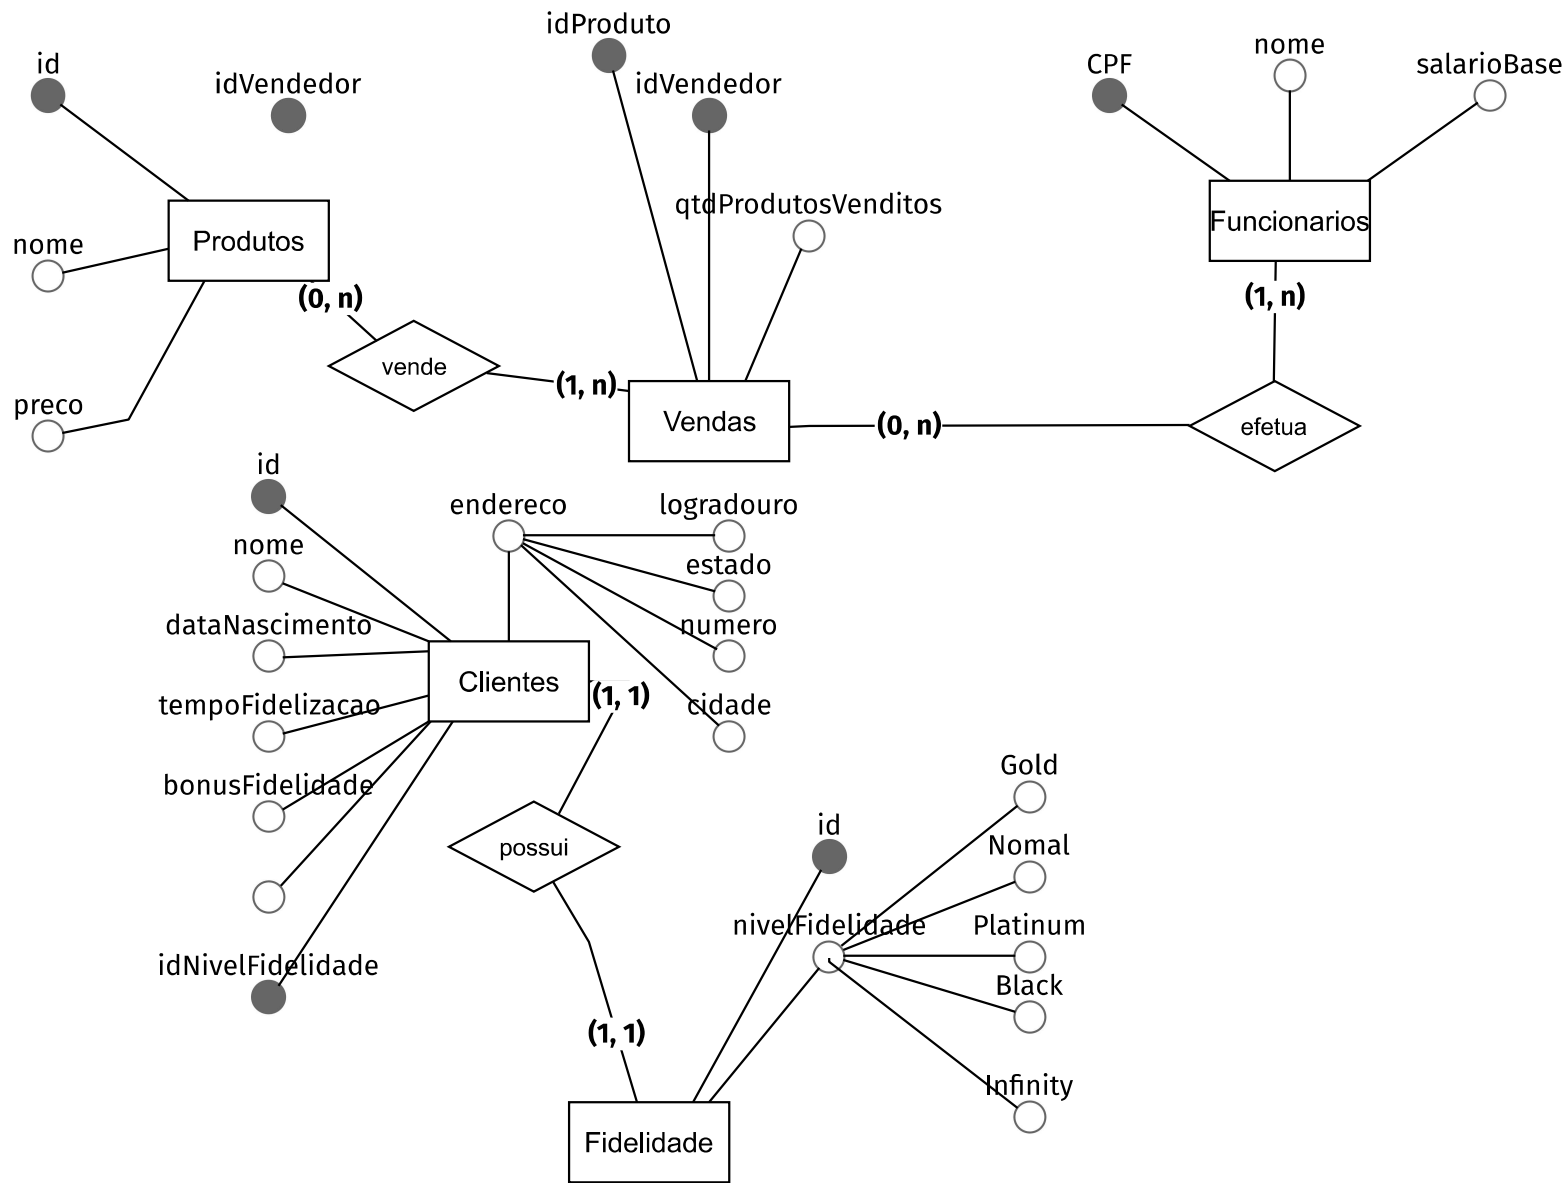 idProduto
nome
id
CPF
salarioBase
idVendedor
idVendedor
qtdProdutosVenditos
Produtos
Funcionarios
nome
(0, n)
(1, n)
vende
(1, n)
preco
Vendas
(0, n)
efetua
id
endereco
logradouro
nome
estado
dataNascimento
numero
Clientes
(1, 1)
tempoFidelizacao
cidade
bonusFidelidade
Gold
id
possui
Nomal
nivelFidelidade
Platinum
idNivelFidelidade
Black
(1, 1)
Infinity
Fidelidade